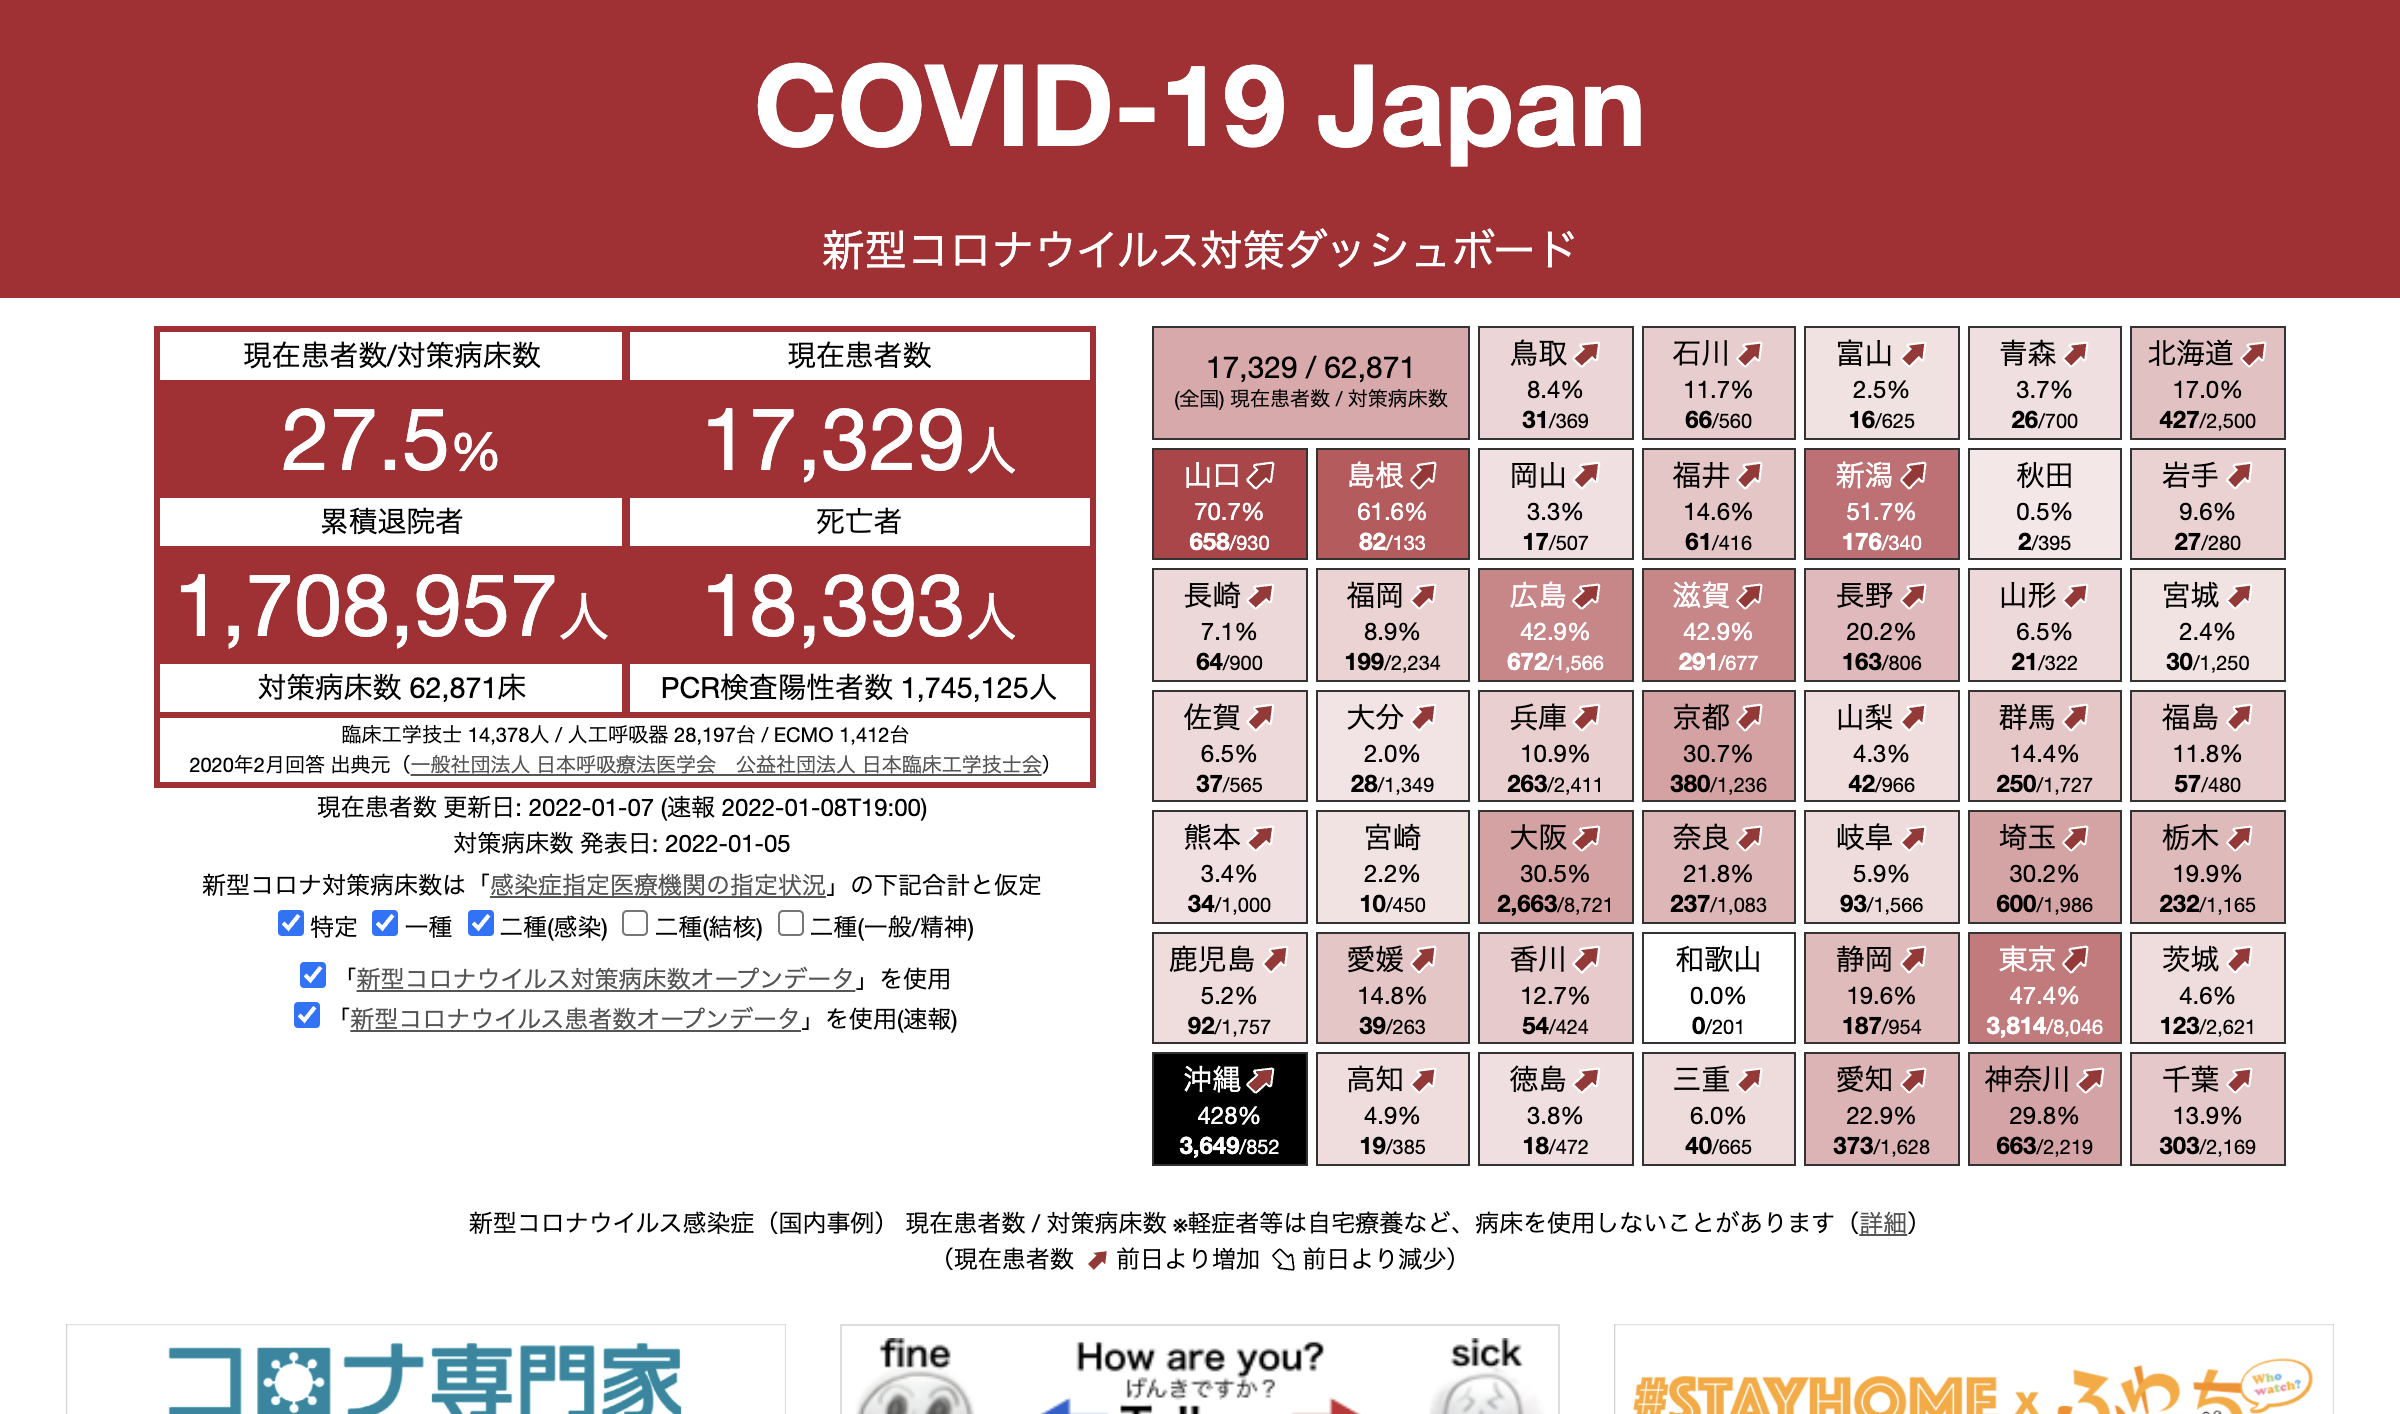 COVID-19 Japan
新型コロナウイルス対策ダッシュボード
現在患者数/対策病床数
現在患者数
27.5%
17,329人
累積退院者
死亡者
1,708,957人
18,393人
対策病床数 62,871床
PCR検査陽性者数 1,745,125人
臨床工学技士 14,378人 / 人工呼吸器 28,197台 / ECMO 1,412台
2020年2月回答 出典元（一般社団法人 日本呼吸療法医学会　公益社団法人 日本臨床工学技士会）
現在患者数 更新日: 2022-01-07 (速報 2022-01-08T19:00)
対策病床数 発表日: 2022-01-05
新型コロナ対策病床数は「感染症指定医療機関の指定状況」の下記合計と仮定
特定 一種 二種(感染) 二種(結核) 二種(一般/精神)
「新型コロナウイルス対策病床数オープンデータ」を使用
「新型コロナウイルス患者数オープンデータ」を使用(速報)
17,329 / 62,871
(全国) 現在患者数 / 対策病床数
鳥取
8.4%
31/369
石川
11.7%
66/560
富山
2.5%
16/625
青森
3.7%
26/700
北海道
17.0%
427/2,500
山口
70.7%
658/930
島根
61.6%
82/133
岡山
3.3%
17/507
福井
14.6%
61/416
新潟
51.7%
176/340
秋田
0.5%
2/395
岩手
9.6%
27/280
長崎
7.1%
64/900
福岡
8.9%
199/2,234
広島
42.9%
672/1,566
滋賀
42.9%
291/677
長野
20.2%
163/806
山形
6.5%
21/322
宮城
2.4%
30/1,250
佐賀
6.5%
37/565
大分
2.0%
28/1,349
兵庫
10.9%
263/2,411
京都
30.7%
380/1,236
山梨
4.3%
42/966
群馬
14.4%
250/1,727
福島
11.8%
57/480
熊本
3.4%
34/1,000
宮崎
2.2%
10/450
大阪
30.5%
2,663/8,721
奈良
21.8%
237/1,083
岐阜
5.9%
93/1,566
埼玉
30.2%
600/1,986
栃木
19.9%
232/1,165
鹿児島
5.2%
92/1,757
愛媛
14.8%
39/263
香川
12.7%
54/424
和歌山
0.0%
0/201
静岡
19.6%
187/954
東京
47.4%
3,814/8,046
茨城
4.6%
123/2,621
沖縄
428%
3,649/852
高知
4.9%
19/385
徳島
3.8%
18/472
三重
6.0%
40/665
愛知
22.9%
373/1,628
神奈川
29.8%
663/2,219
千葉
13.9%
303/2,169
新型コロナウイルス感染症（国内事例） 現在患者数 / 対策病床数 ※軽症者等は自宅療養など、病床を使用しないことがあります（詳細）
（現在患者数 前日より増加 前日より減少）
コロナ専門家
fine
How are you?
げんきですか？
sick
#STAYHOME x ふわっち
Who
watch?